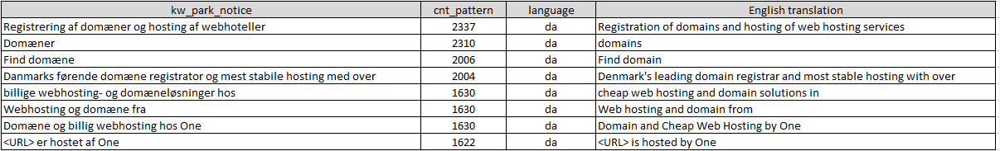 kw_park_notice cnt_pattern language English translation
Registrering af domæner og hosting af webhoteller 2337 da Registration of domains and hosting of web hosting services
Domæner 2310 da domains
Find domæne 2006 da Find domain
Danmarks førende domæne registrator og mest stabile hosting med over 2004 da Denmark's leading domain registrar and most stable hosting with over
billige webhosting- og domæneløsninger hos 1630 da cheap web hosting and domain solutions in
Webhosting og domæne fra 1630 da Web hosting and domain from
Domæne og billig webhosting hos One 1630 da Domain and Cheap Web Hosting by One
<URL> er hostet af One 1622 da <URL> is hosted by One